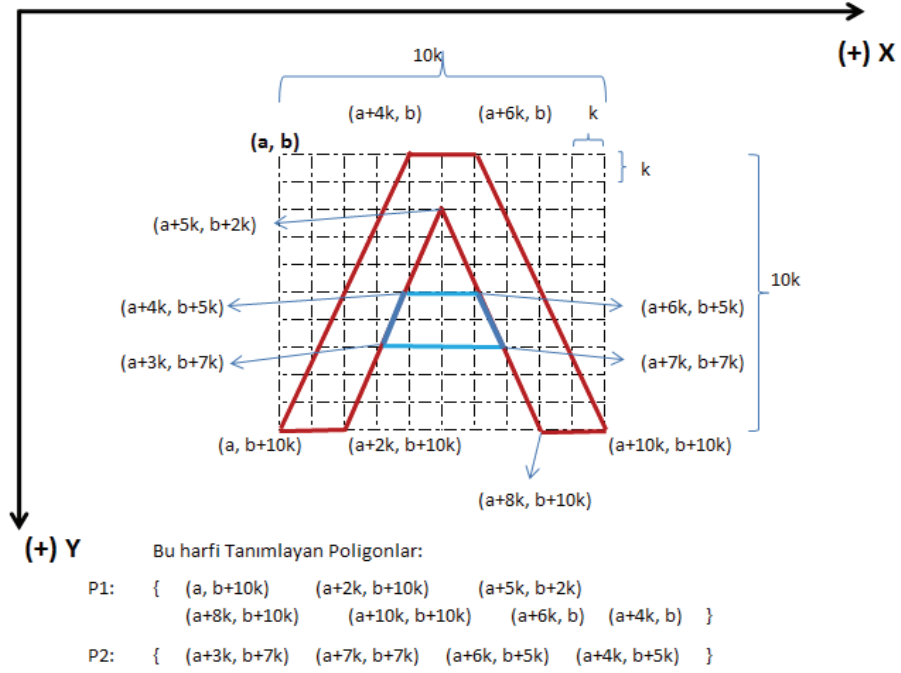 (+) X
10k
(a+4k, b) (a+6k, b) k
(a, b)
k
(a+5k, b+2k)
10k
(a+4k, b+5k) (a+6k, b+5k)
(a+3k, b+7k) (a+7k, b+7k)
(a, b+10k) (a+2k, b+10k) (a+10k, b+10k)
(a+8k, b+10k)
(+) Y Bu harfi Tanımlayan Poligonlar:
P1: { (a, b+10k) (a+2k, b+10k) (a+5k, b+2k)
(a+8k, b+10k) (a+10k, b+10k) (a+6k, b) (a+4k, b) }
P2: { (a+3k, b+7k) (a+7k, b+7k) (a+6k, b+5k) (a+4k, b+5k) }